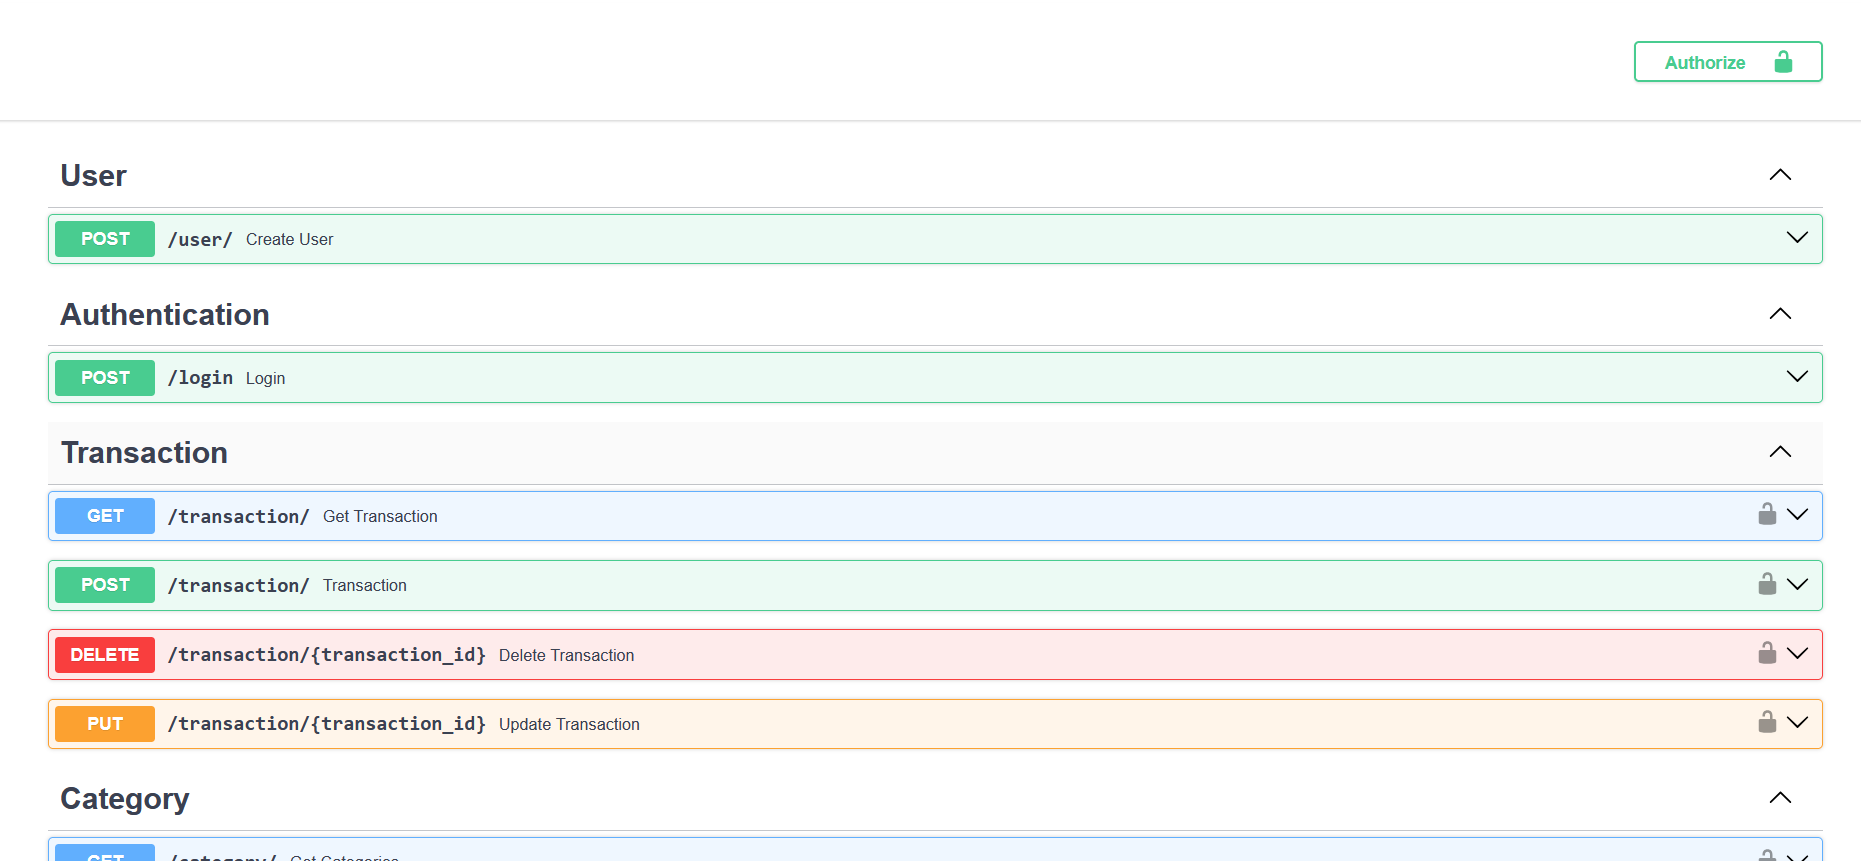 Authorize
User
POST /user/ Create User
Authentication
POST /login Login
Transaction
GET /transaction/ Get Transaction
POST /transaction/ Transaction
DELETE /transaction/{transaction_id} Delete Transaction
PUT /transaction/{transaction_id} Update Transaction
Category
GET /category/ Get Categories